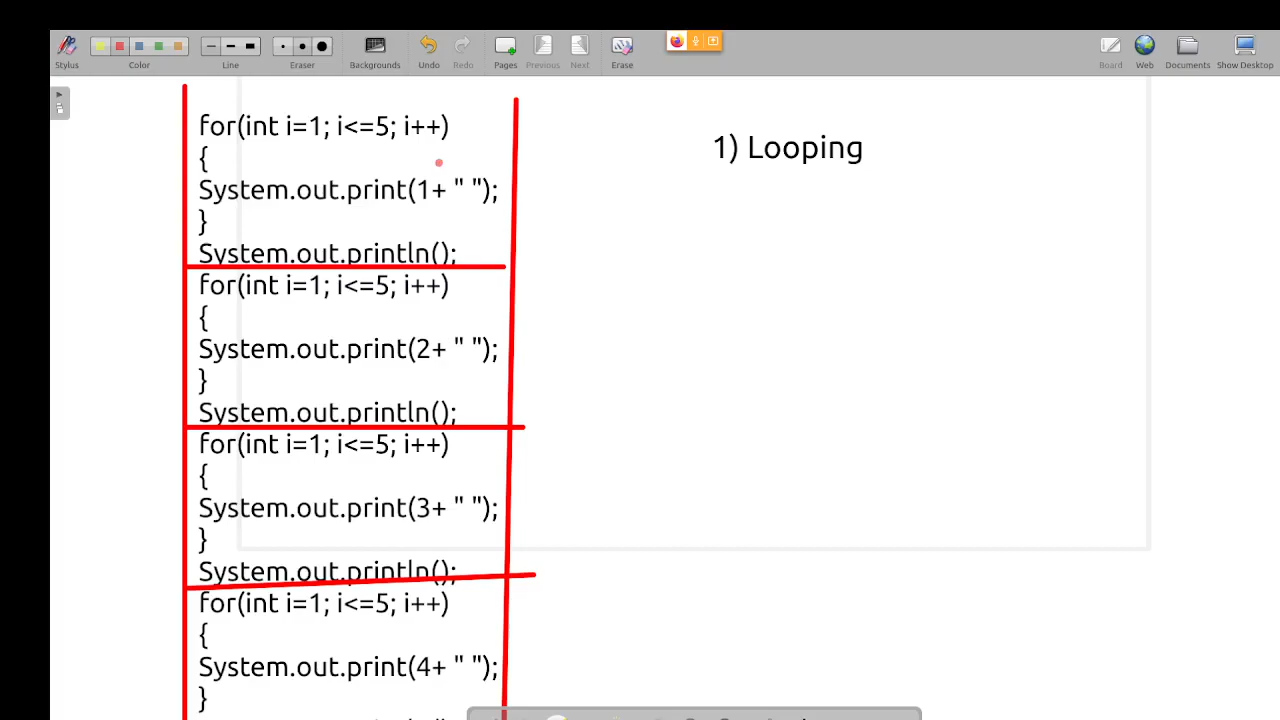 Stylus
Color
Line
Eraser
Backgrounds
Undo
Redo
Pages
Previous
Next
Erase
Board
Web
Documents
Show Desktop
for(int i=1; i<=5; i++)
{
System.out.print(1+ " ");
}
System.out.println();
for(int i=1; i<=5; i++)
{
System.out.print(2+ " ");
}
System.out.println();
for(int i=1; i<=5; i++)
{
System.out.print(3+ " ");
}
System.out.println();
for(int i=1; i<=5; i++)
{
System.out.print(4+ " ");
}
1) Looping